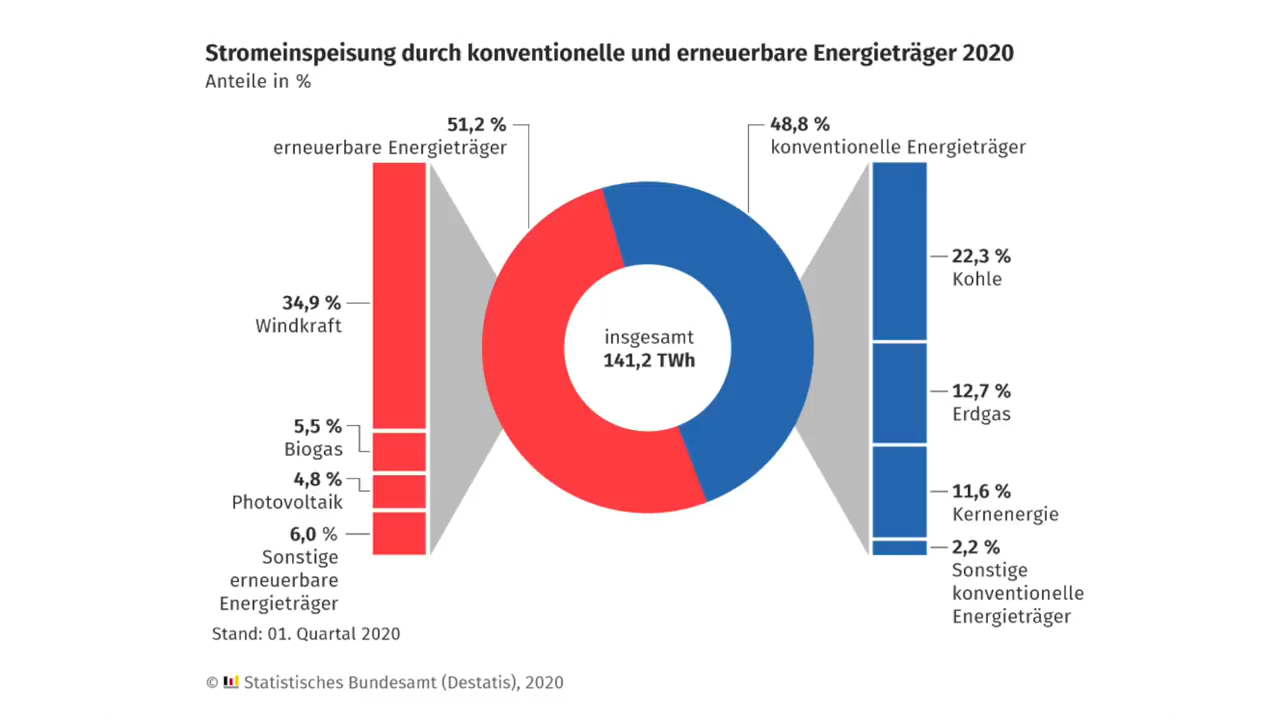 Stromeinspeisung durch konventionelle und erneuerbare Energieträger 2020
Anteile in %
51,2 %
erneuerbare Energieträger
48,8 %
konventionelle Energieträger
34,9 %
Windkraft
5,5 %
Biogas
4,8 %
Photovoltaik
6,0 %
Sonstige
erneuerbare
Energieträger
insgesamt
141,2 TWh
22,3 %
Kohle
12,7 %
Erdgas
11,6 %
Kernenergie
2,2 %
Sonstige
konventionelle
Energieträger
Stand: 01. Quartal 2020
© Statistisches Bundesamt (Destatis), 2020